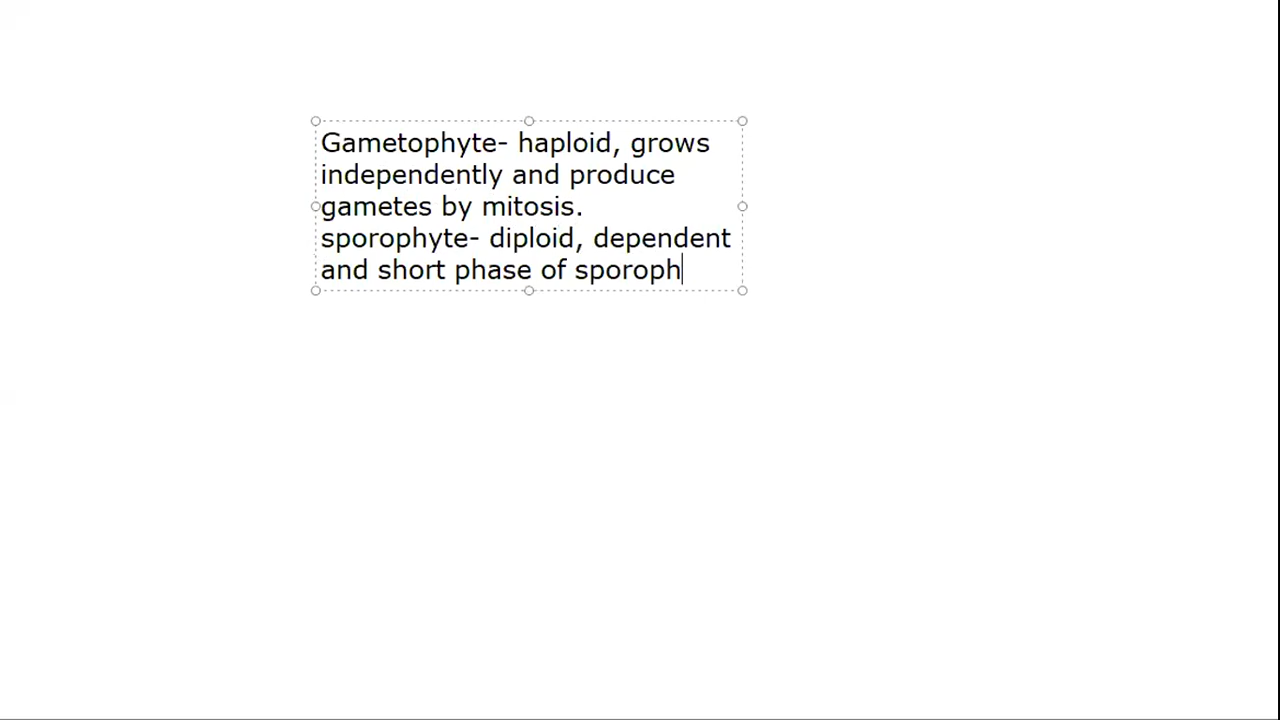 Gametophyte- haploid, grows
independently and produce
gametes by mitosis.
sporophyte- diploid, dependent
and short phase of sporoph